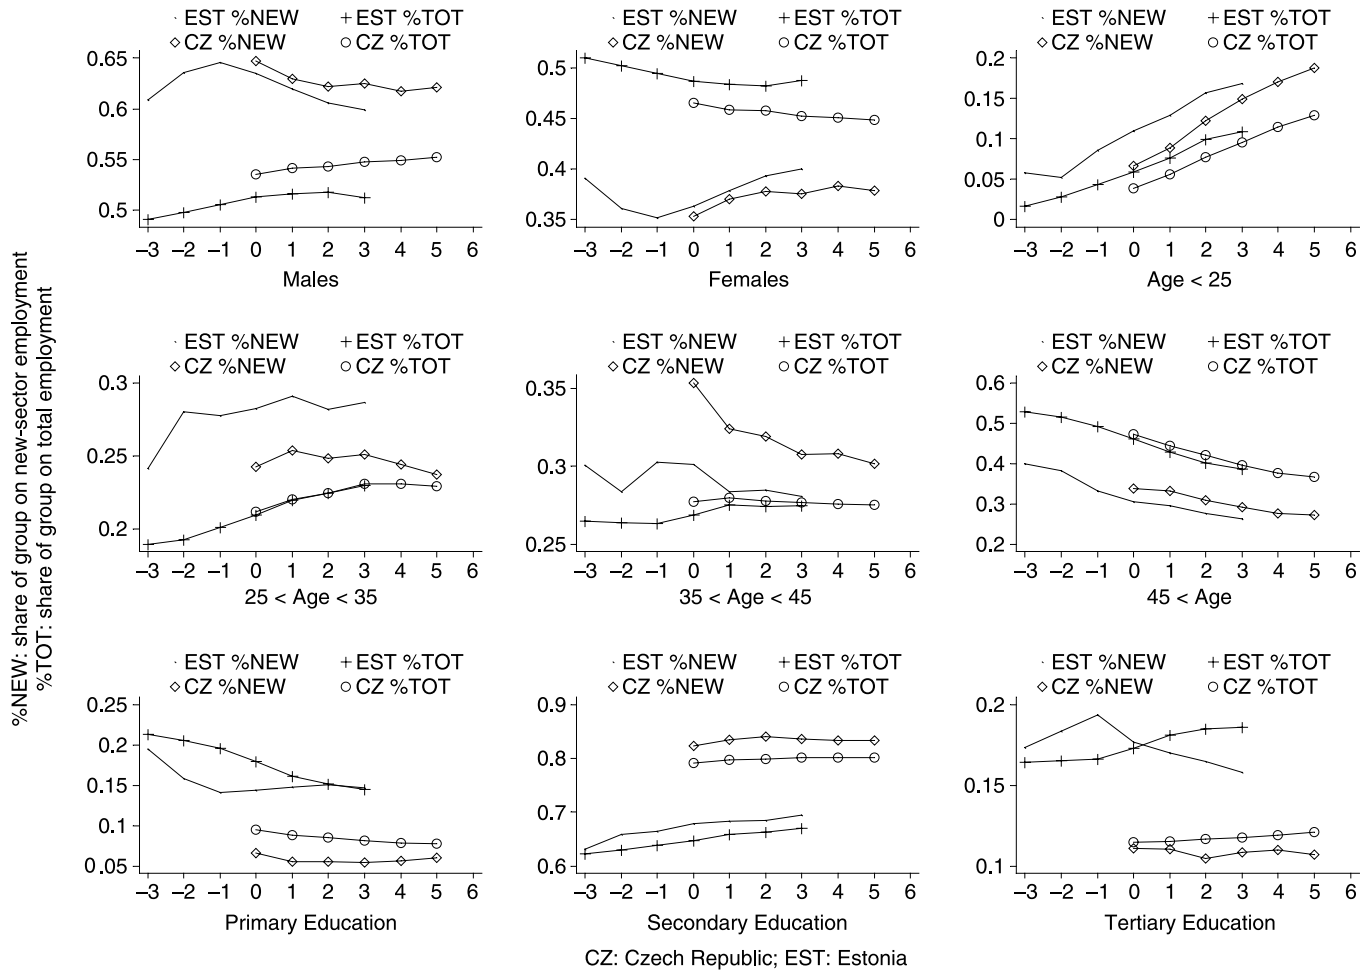 EST %NEW EST %TOT
CZ %NEW CZ %TOT
0.65
0.6
0.55
0.5
–3 –2 –1 0 1 2 3 4 5 6
Males
EST %NEW EST %TOT
CZ %NEW CZ %TOT
0.5
0.45
0.4
0.35
–3 –2 –1 0 1 2 3 4 5 6
Females
EST %NEW EST %TOT
CZ %NEW CZ %TOT
0.2
0.15
0.1
0.05
0
–3 –2 –1 0 1 2 3 4 5 6
Age < 25
%NEW: share of group on new-sector employment
%TOT: share of group on total employment
EST %NEW EST %TOT
CZ %NEW CZ %TOT
0.3
0.25
0.2
–3 –2 –1 0 1 2 3 4 5 6
25 < Age < 35
EST %NEW EST %TOT
CZ %NEW CZ %TOT
0.35
0.3
0.25
–3 –2 –1 0 1 2 3 4 5 6
35 < Age < 45
EST %NEW EST %TOT
CZ %NEW CZ %TOT
0.6
0.5
0.4
0.3
0.2
–3 –2 –1 0 1 2 3 4 5 6
45 < Age
EST %NEW EST %TOT
CZ %NEW CZ %TOT
0.25
0.2
0.15
0.1
0.05
–3 –2 –1 0 1 2 3 4 5 6
Primary Education
EST %NEW EST %TOT
CZ %NEW CZ %TOT
0.9
0.8
0.7
0.6
–3 –2 –1 0 1 2 3 4 5 6
Secondary Education
EST %NEW EST %TOT
CZ %NEW CZ %TOT
0.2
0.15
0.1
–3 –2 –1 0 1 2 3 4 5 6
Tertiary Education
CZ: Czech Republic; EST: Estonia